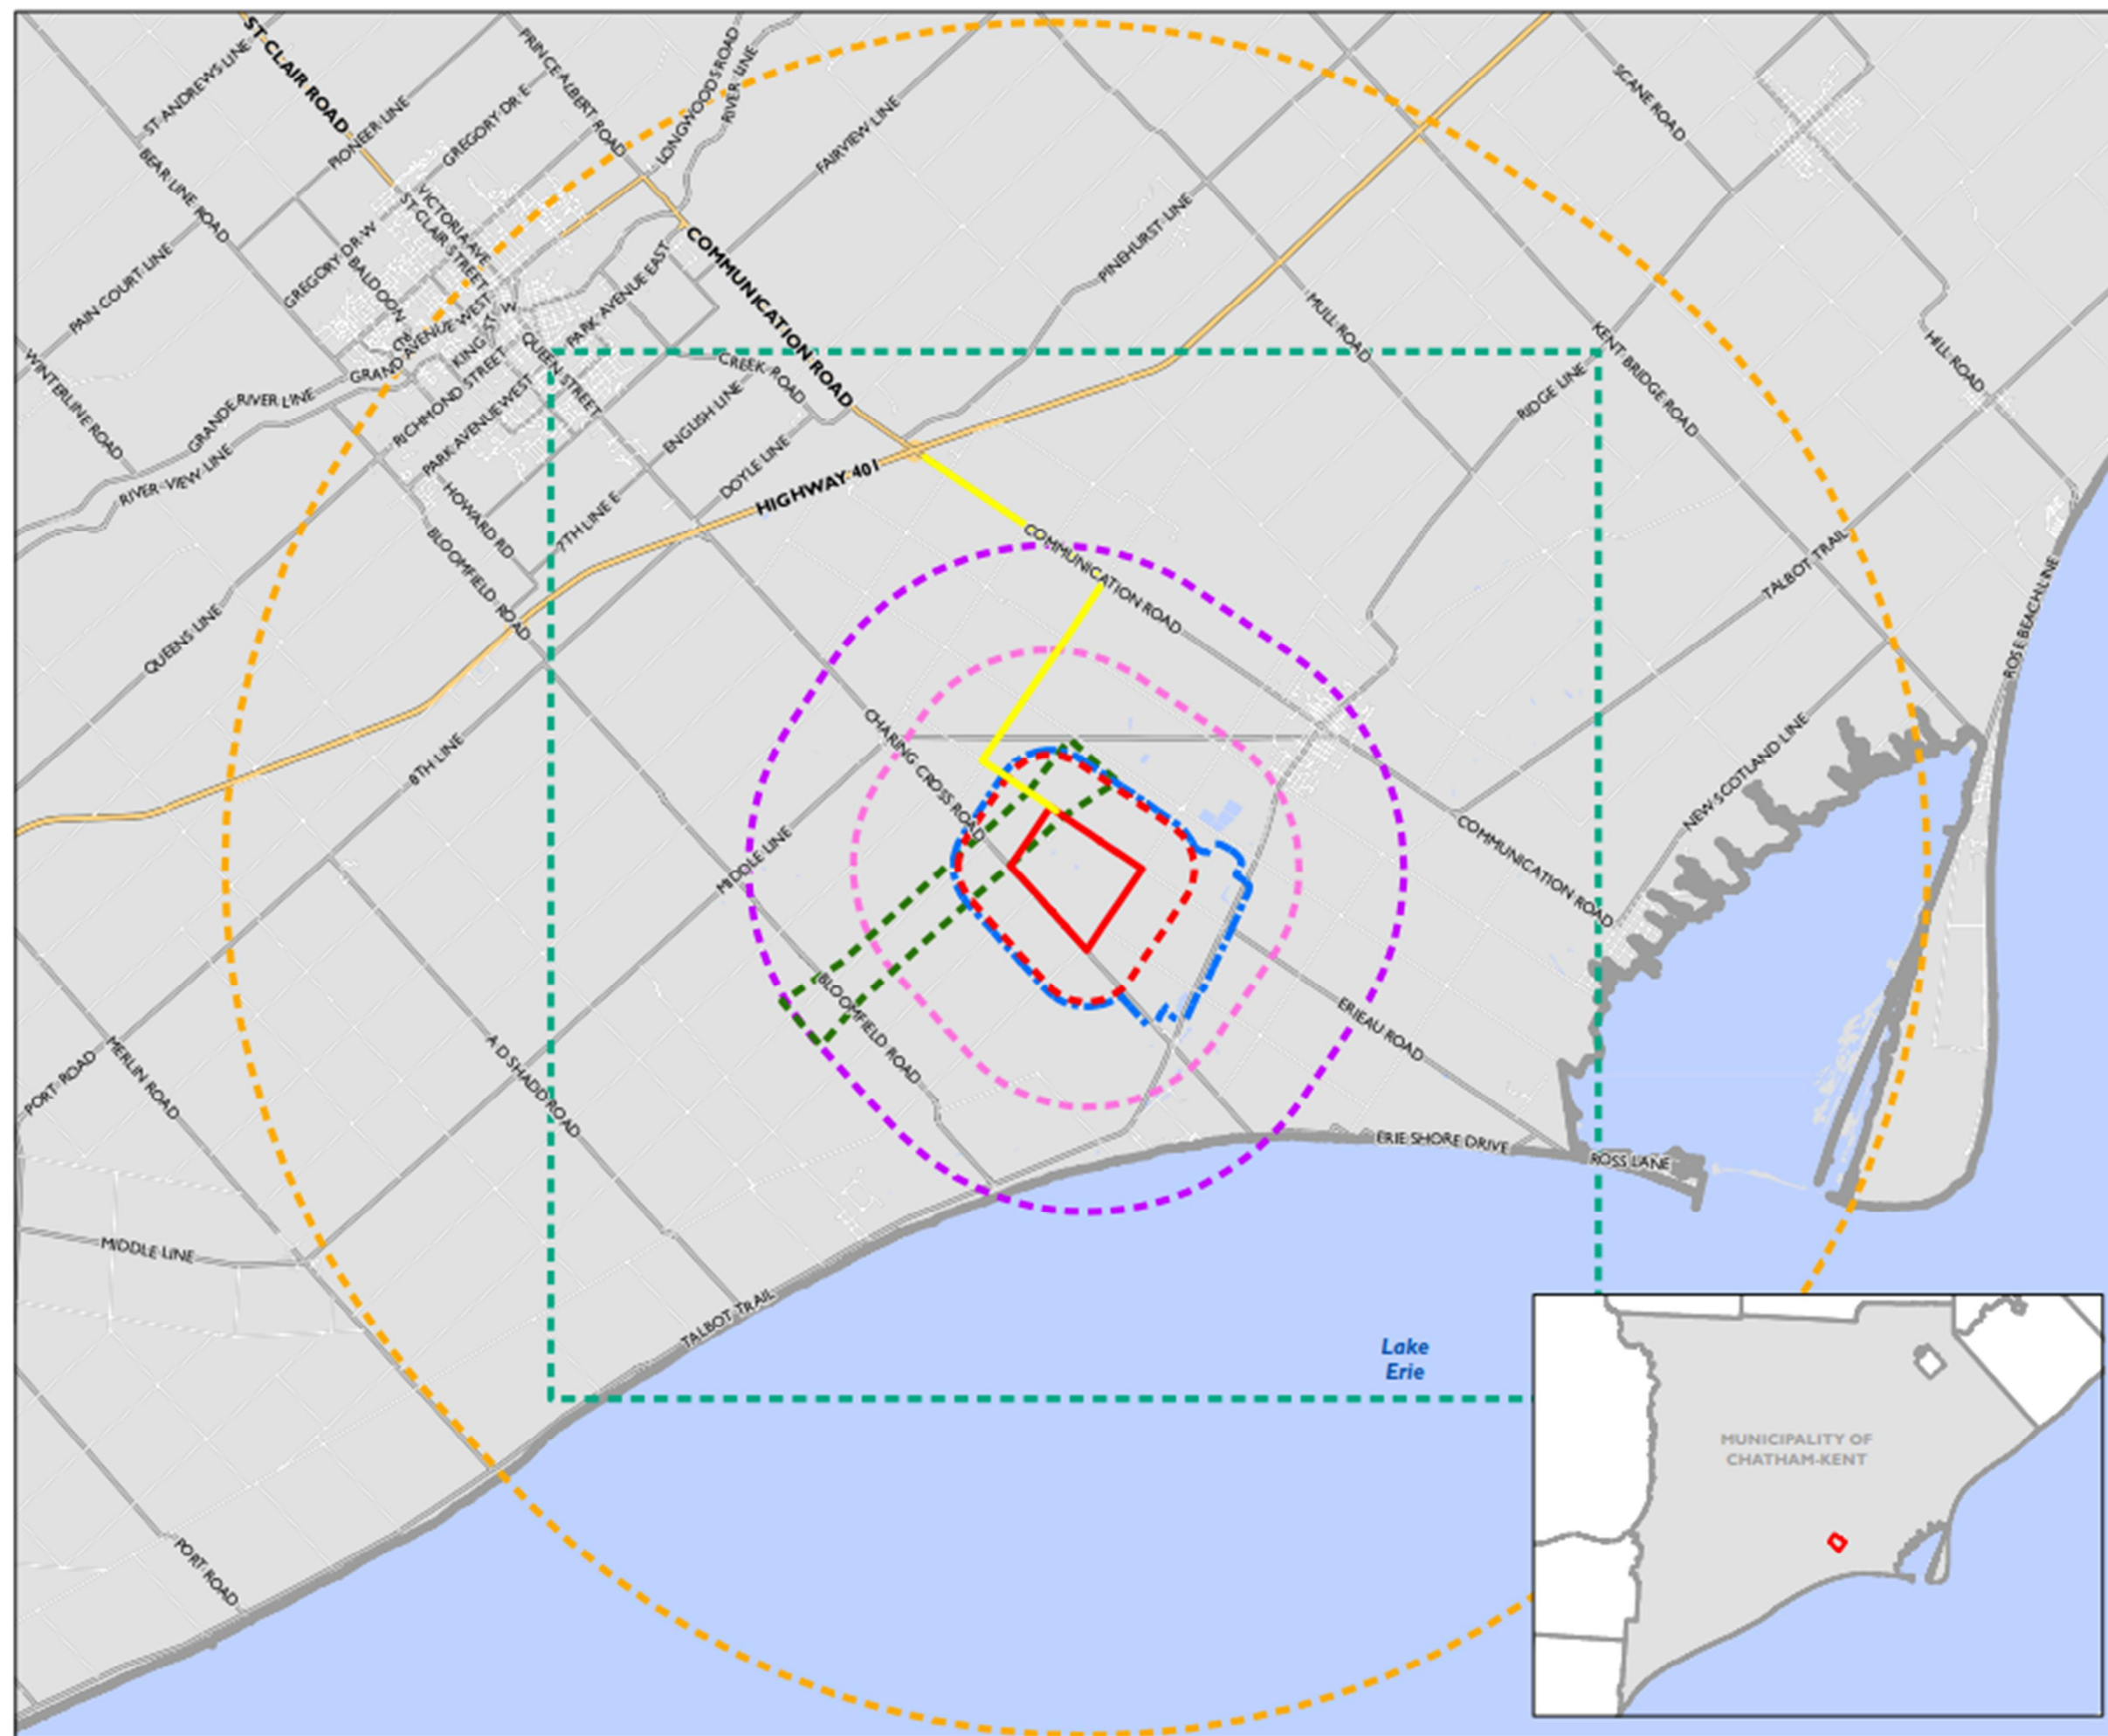 ST CLAIR ROAD
ST ANDREWS LINE
PRINCE ALBERT ROAD
LONGWOODS ROAD
RIVER LINE
SCANE ROAD
PIONEER LINE
GREGORY DR E
FAIRVIEW LINE
BEAR LINE ROAD
VICTORIA AVE
ST CLAIR STREET
GREGORY DR W
BALDOON RD
PAIN COURT LINE
COMMUNICATION ROAD
PARK AVENUE EAST
PINEHURST LINE
MULL ROAD
KENT BRIDGE ROAD
HILL ROAD
WINTERLINE ROAD
GRAND AVENUE WEST
KING ST W
QUEEN STREET
RICHMOND STREET
PARK AVENUE WEST
CREEK ROAD
ENGLISH LINE
DOYLE LINE
RIDGE LINE
GRANDE RIVER LINE
RIVER VIEW LINE
HIGHWAY 401
HOWARD RD
7TH LINE E
BLOOMFIELD ROAD
COMMUNICATION ROAD
TALBOT TRAIL
ROSE BEACH LINE
QUEENS LINE
8TH LINE
CHARING CROSS ROAD
NEW SCOTLAND LINE
MIDDLE LINE
COMMUNICATION ROAD
BLOOMFIELD ROAD
ERIEAU ROAD
PORT ROAD
MERLIN ROAD
A D SHADD ROAD
ERIE SHORE DRIVE
ROSS LANE
MIDDLE LINE
TALBOT TRAIL
Lake
Erie
PORT ROAD
MUNICIPALITY OF
CHATHAM-KENT